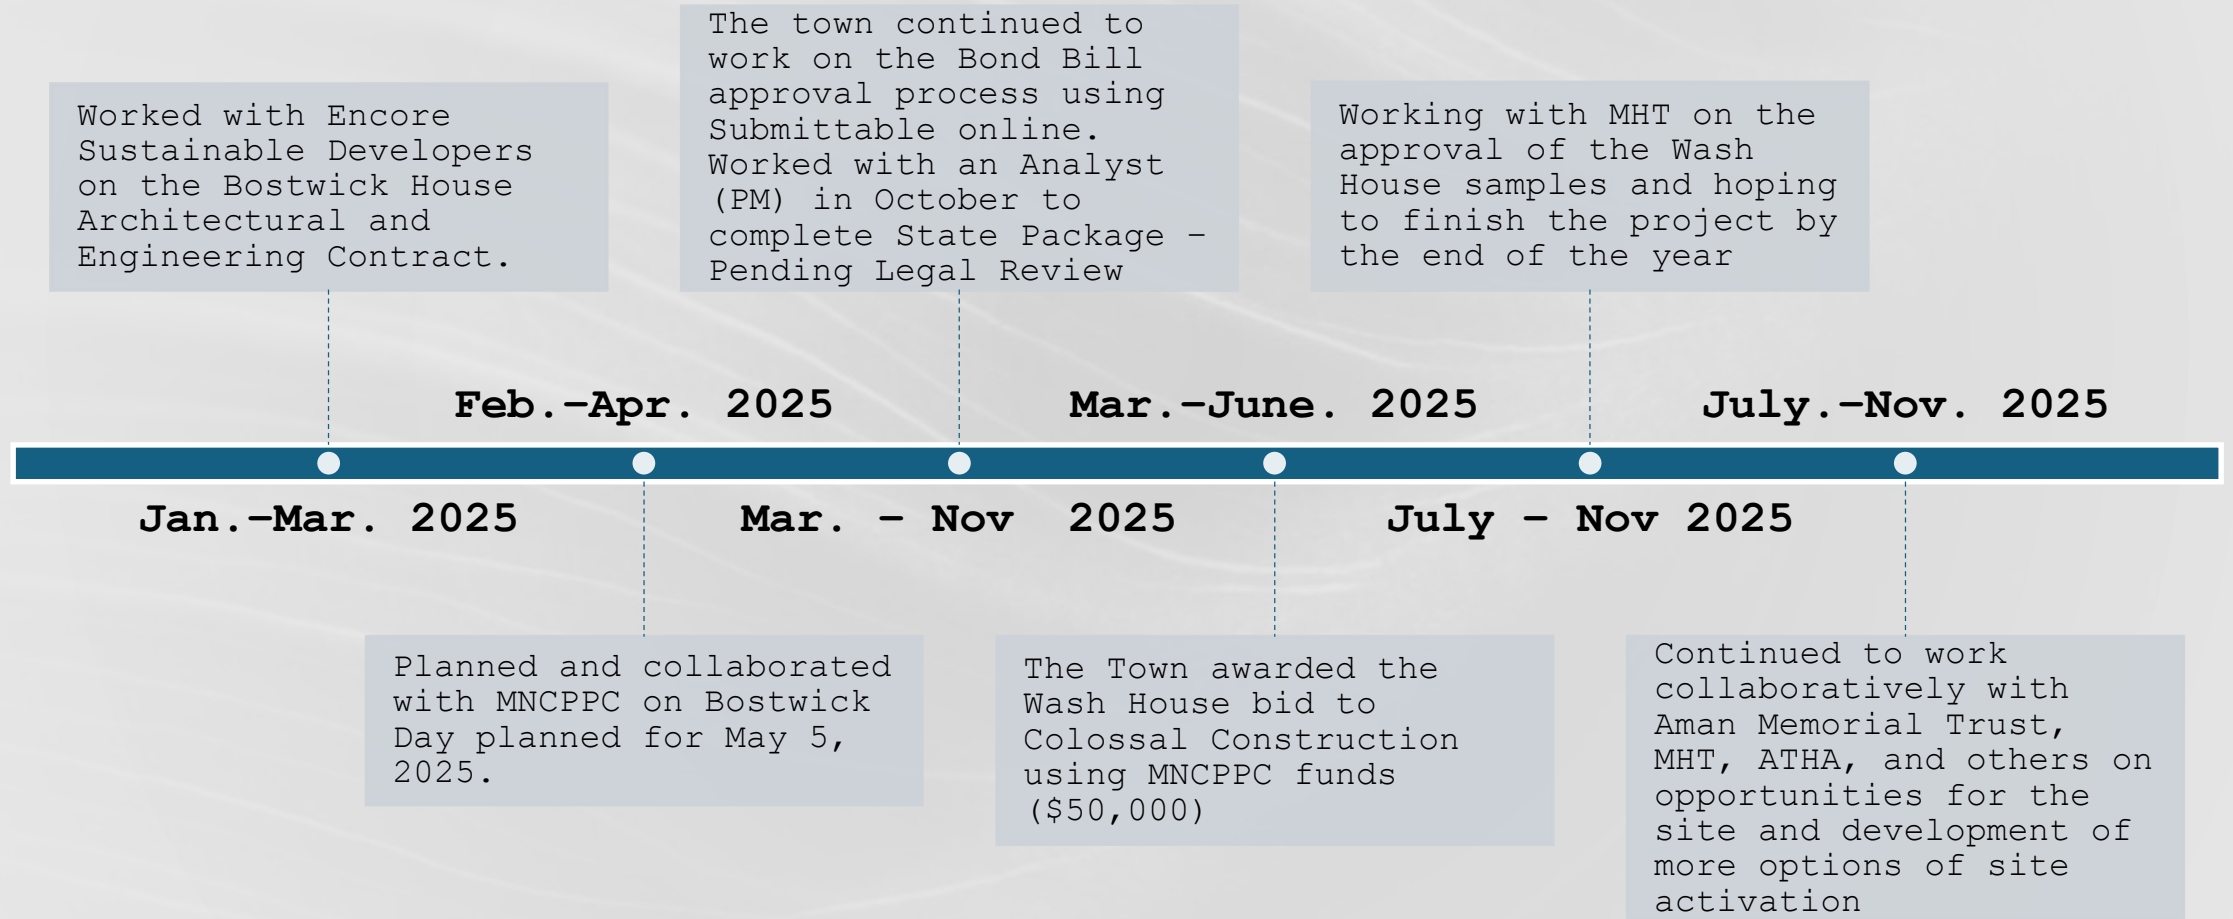 Worked with Encore
Sustainable Developers
on the Bostwick House
Architectural and
Engineering Contract.
The town continued to
work on the Bond Bill
approval process using
Submittable online.
Worked with an Analyst
(PM) in October to
complete State Package –
Pending Legal Review
Working with MHT on the
approval of the Wash
House samples and hoping
to finish the project by
the end of the year
Feb.–Apr. 2025
Mar.–June. 2025
July.–Nov. 2025
Jan.–Mar. 2025
Mar. – Nov  2025
July – Nov 2025
Planned and collaborated
with MNCPPC on Bostwick
Day planned for May 5,
2025.
The Town awarded the
Wash House bid to
Colossal Construction
using MNCPPC funds
($50,000)
Continued to work
collaboratively with
Aman Memorial Trust,
MHT, ATHA, and others on
opportunities for the
site and development of
more options of site
activation